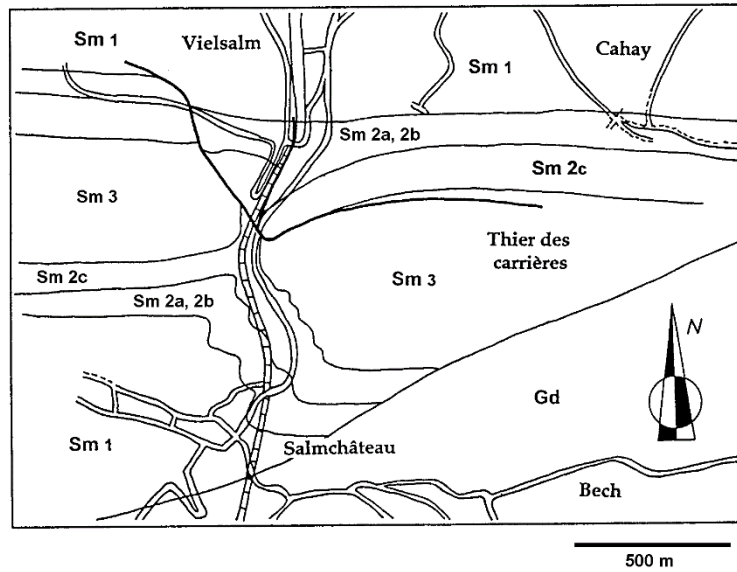 Sm 1
Vielsalm
Sm 1
Cahay
Sm 2a, 2b
Sm 2c
Sm 3
Thier des
carrières
Sm 2c
Sm 3
Sm 2a, 2b
N
Gd
Sm 1
Salmchâteau
Bech
500 m